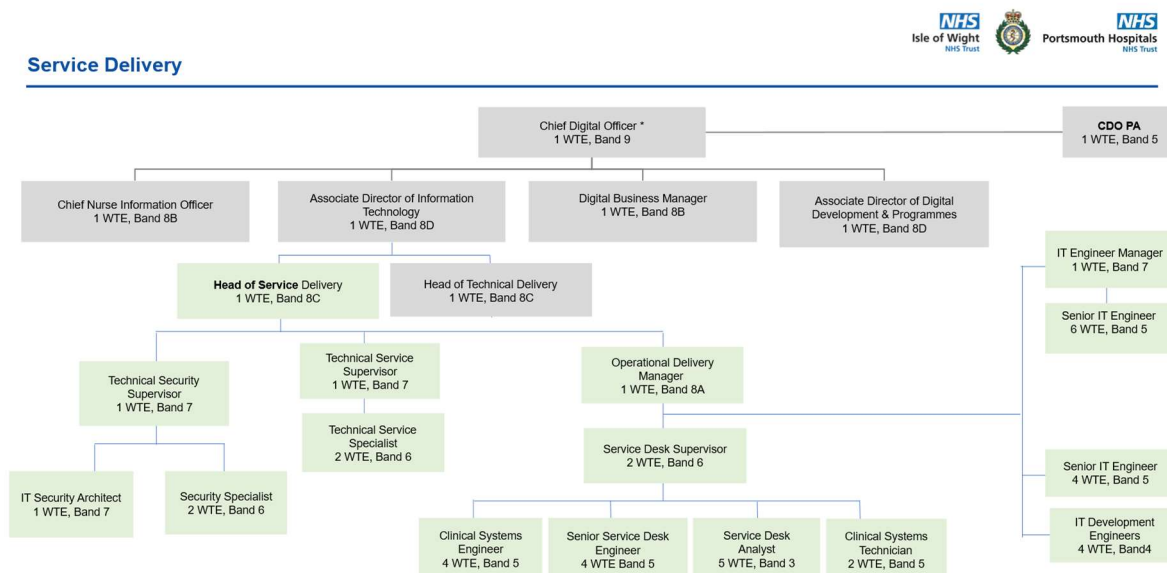 NHS
Isle of Wight
NHS Trust
NHS
Portsmouth Hospitals
NHS Trust
Service Delivery
Chief Digital Officer *
1 WTE, Band 9
CDO PA
1 WTE, Band 5
Chief Nurse Information Officer
1 WTE, Band 8B
Associate Director of Information
Technology
1 WTE, Band 8D
Digital Business Manager
1 WTE, Band 8B
Associate Director of Digital
Development & Programmes
1 WTE, Band 8D
IT Engineer Manager
1 WTE, Band 7
Head of Service Delivery
1 WTE, Band 8C
Head of Technical Delivery
1 WTE, Band 8C
Senior IT Engineer
6 WTE, Band 5
Technical Security
Supervisor
1 WTE, Band 7
Technical Service
Supervisor
1 WTE, Band 7
Operational Delivery
Manager
1 WTE, Band 8A
Technical Service
Specialist
2 WTE, Band 6
Service Desk Supervisor
2 WTE, Band 6
Senior IT Engineer
4 WTE, Band 5
IT Security Architect
1 WTE, Band 7
Security Specialist
2 WTE, Band 6
Clinical Systems
Engineer
4 WTE, Band 5
Senior Service Desk
Engineer
4 WTE Band 5
Service Desk
Analyst
5 WTE, Band 3
Clinical Systems
Technician
2 WTE, Band 5
IT Development
Engineers
4 WTE, Band4